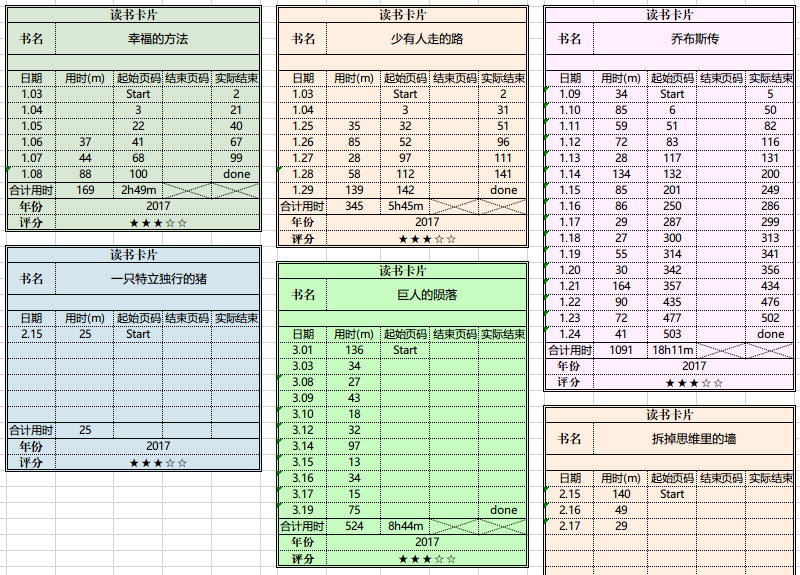 读书卡片
书名 幸福的方法
日期 用时(m) 起始页码 结束页码 实际结束
1.03 Start 2
1.04 3 21
1.05 22 40
1.06 37 41 67
1.07 44 68 99
1.08 88 100 done
合计用时 169 2h49m
年份 2017
评分 ★★★☆☆
读书卡片
书名 一只特立独行的猪
日期 用时(m) 起始页码 结束页码 实际结束
2.15 25 Start
合计用时 25
年份 2017
评分 ★★★☆☆
读书卡片
书名 少有人走的路
日期 用时(m) 起始页码 结束页码 实际结束
1.03 Start 2
1.04 3 31
1.25 35 32 51
1.26 85 52 96
1.27 28 97 111
1.28 58 112 141
1.29 139 142 done
合计用时 345 5h45m
年份 2017
评分 ★★★☆☆
读书卡片
书名 巨人的陨落
日期 用时(m) 起始页码 结束页码 实际结束
3.01 136 Start
3.03 34
3.08 27
3.09 43
3.10 18
3.12 32
3.14 97
3.15 13
3.16 34
3.17 15
3.19 75 done
合计用时 524 8h44m
年份 2017
评分 ★★★☆☆
读书卡片
书名 乔布斯传
日期 用时(m) 起始页码 结束页码 实际结束
1.09 34 Start 5
1.10 85 6 50
1.11 59 51 82
1.12 72 83 116
1.13 28 117 131
1.14 134 132 200
1.15 85 201 249
1.16 86 250 286
1.17 29 287 299
1.18 27 300 313
1.19 55 314 341
1.20 30 342 356
1.21 164 357 434
1.22 90 435 476
1.23 72 477 502
1.24 41 503 done
合计用时 1091 18h11m
年份 2017
评分 ★★★☆☆
读书卡片
书名 拆掉思维里的墙
日期 用时(m) 起始页码 结束页码 实际结束
2.15 140 Start
2.16 49
2.17 29